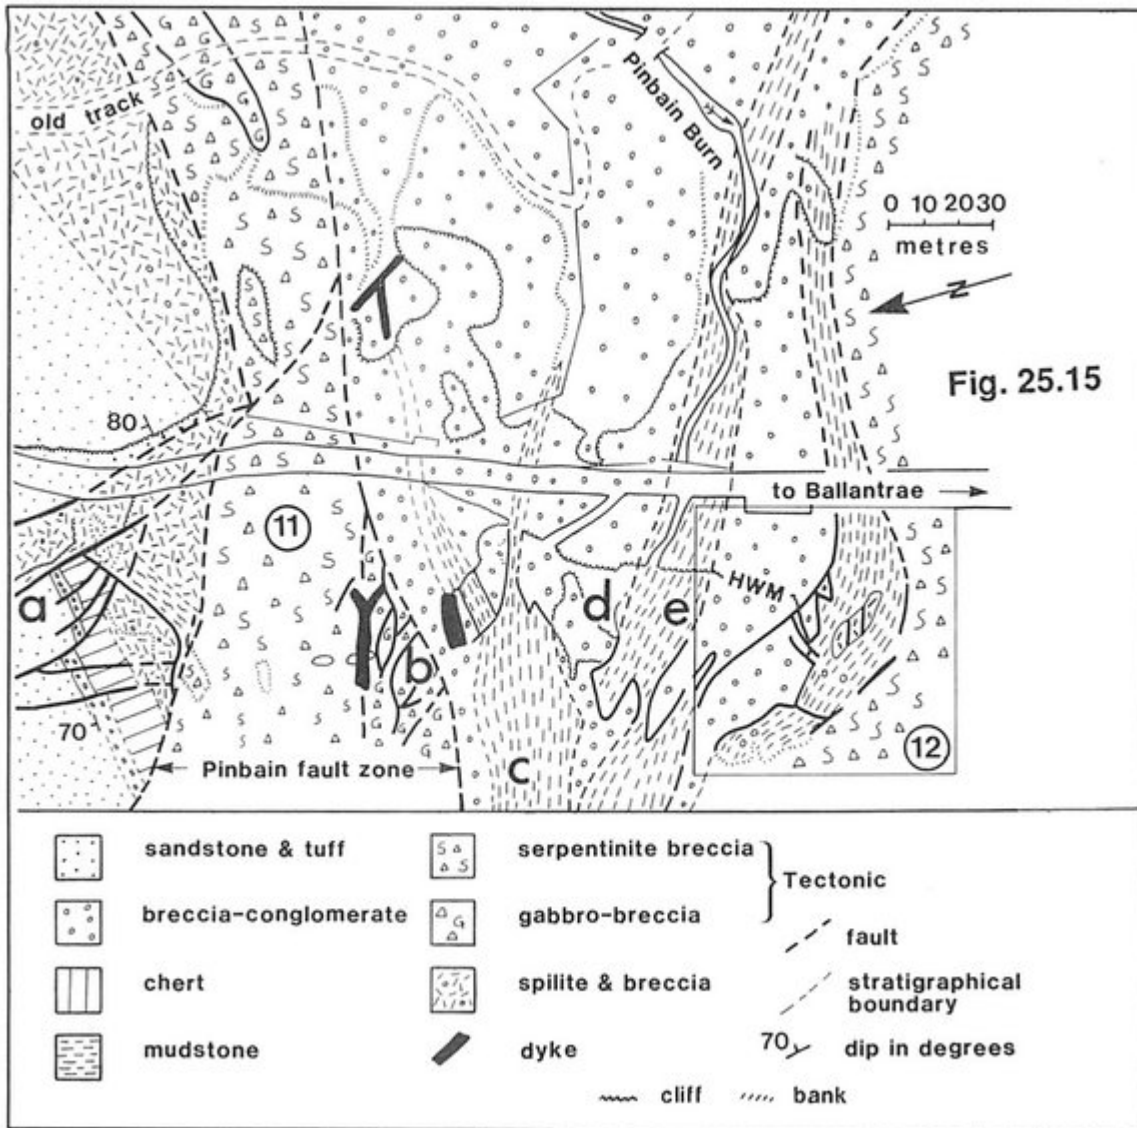 old track
Pinbain Burn
0 10 20 30
metres
N
Fig. 25.15
80
to Ballantrae
11
a
HWM
d
e
b
70
12
Pinbain fault zone
c
sandstone & tuff
serpentinite breccia
Tectonic
breccia-conglomerate
gabbro-breccia
fault
chert
spilite & breccia
stratigraphical
boundary
mudstone
dyke
70
dip in degrees
cliff
bank